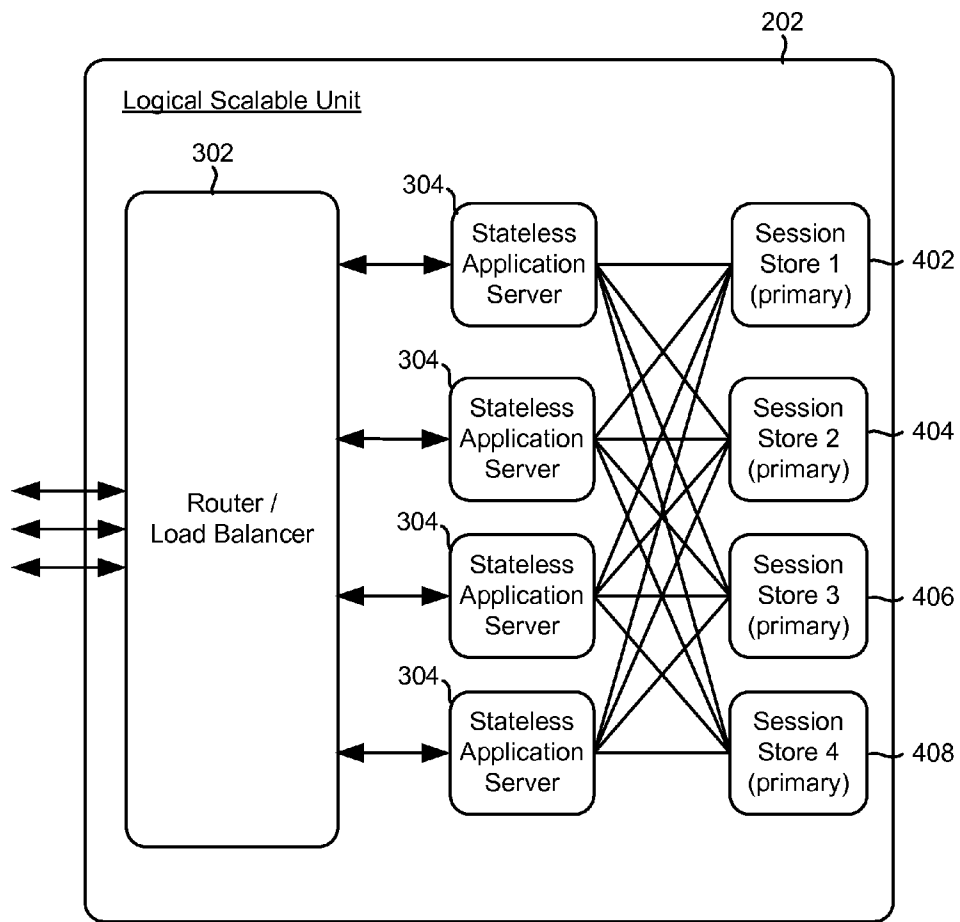 202
Logical Scalable Unit
302
Router /
Load Balancer
304
Stateless
Application
Server
304
Stateless
Application
Server
304
Stateless
Application
Server
304
Stateless
Application
Server
Session
Store 1
(primary)
402
Session
Store 2
(primary)
404
Session
Store 3
(primary)
406
Session
Store 4
(primary)
408